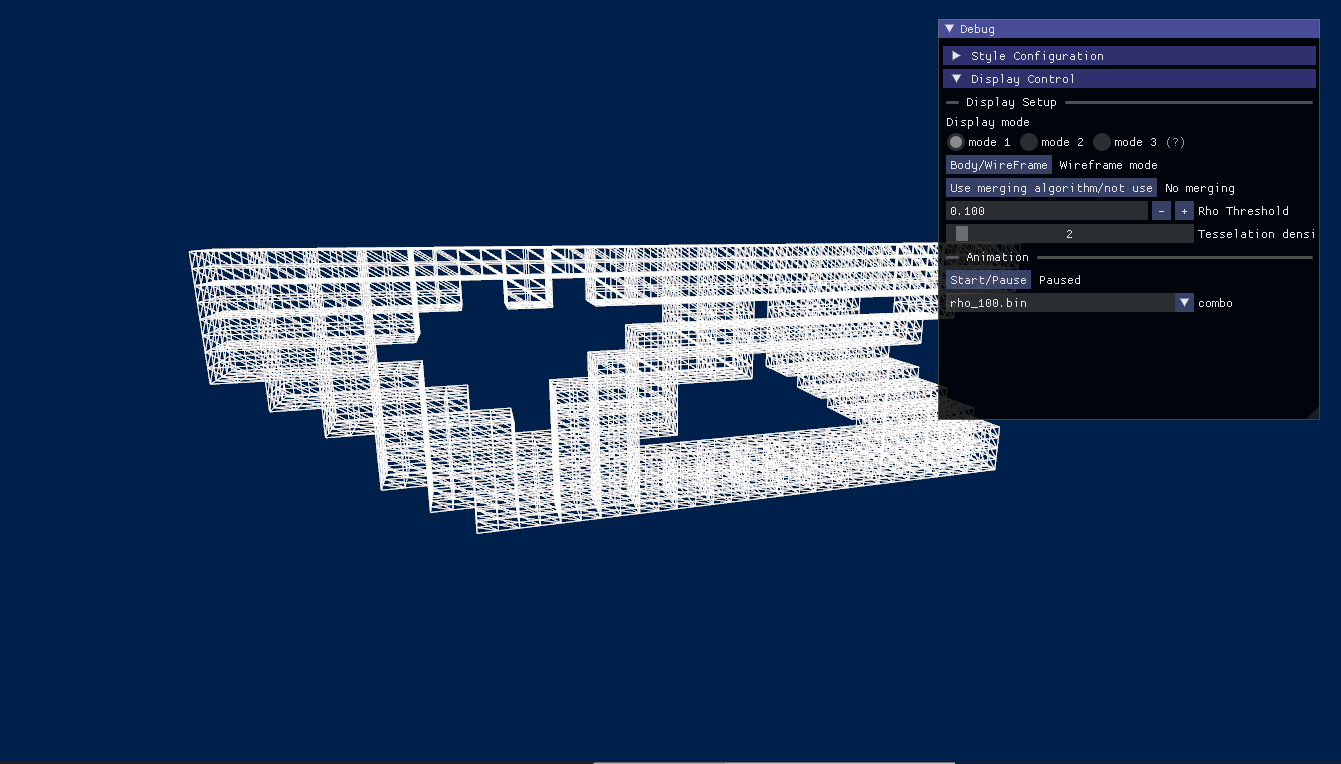 Debug
Style Configuration
Display Control
Display Setup
Display mode
mode 1 mode 2 mode 3 (?)
Body/WireFrame Wireframe mode
Use merging algorithm/not use No merging
0.100 - + Rho Threshold
2 Tesselation densi
Animation
Start/Pause Paused
rho_100.bin combo